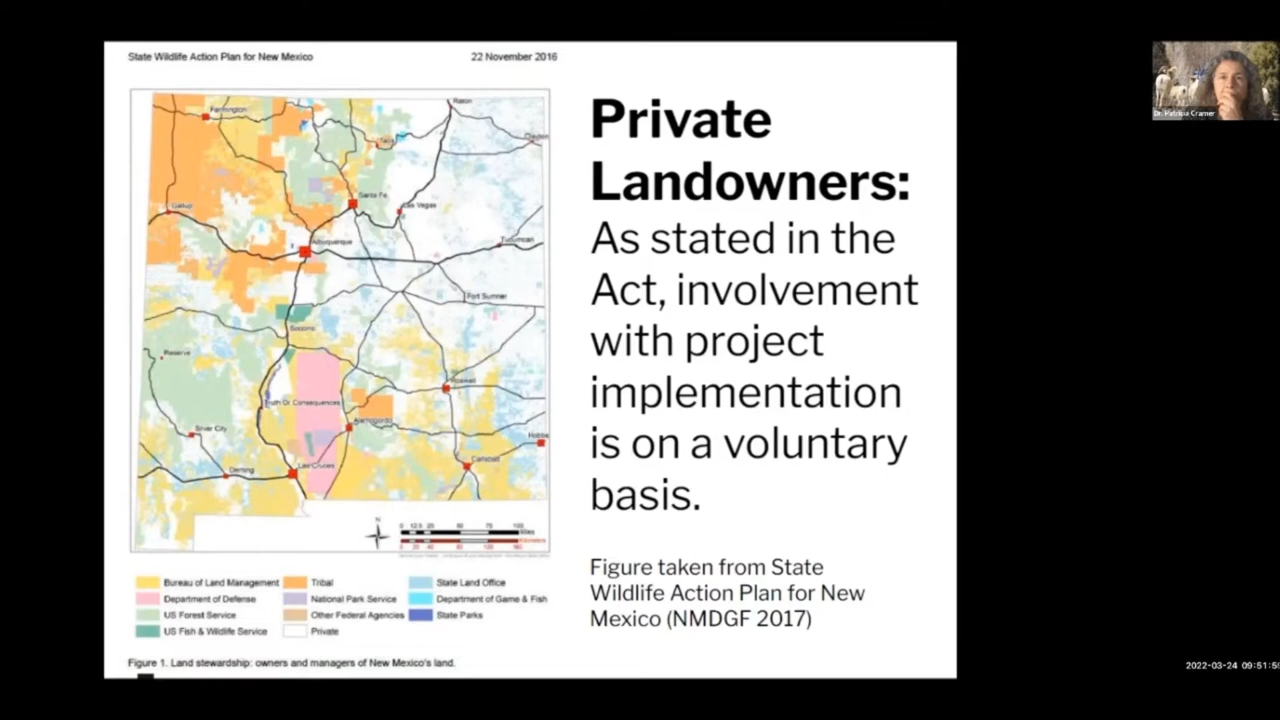 State Wildlife Action Plan for New Mexico
22 November 2016
Farmington
Raton
Taos
Clayton
Santa Fe
Gallup
Las Vegas
Albuquerque
Tucumcari
Fort Sumner
Socorro
Reserve
Roswell
Truth Or Consequences
Alamogordo
Silver City
Hobbs
Carlsbad
Deming
Las Cruces
N
Bureau of Land Management
Tribal
State Land Office
Department of Defense
National Park Service
Department of Game & Fish
US Forest Service
Other Federal Agencies
State Parks
US Fish & Wildlife Service
Private
Figure 1. Land stewardship: owners and managers of New Mexico's land.
Private
Landowners:
As stated in the
Act, involvement
with project
implementation
is on a voluntary
basis.
Figure taken from State
Wildlife Action Plan for New
Mexico (NMDGF 2017)
Dr. Patricia Cramer
2022-03-24 09:51:5